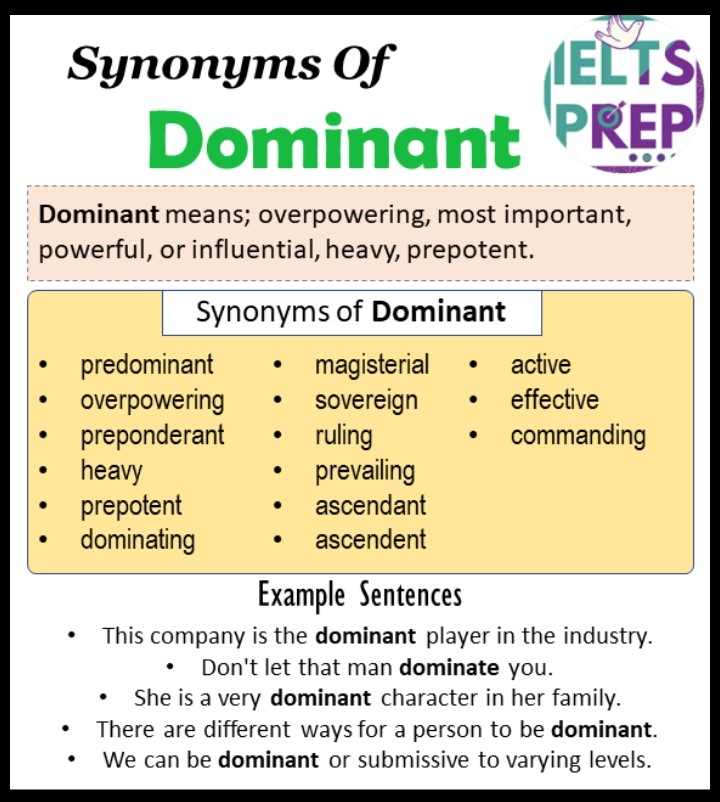 Synonyms Of
Dominant
IELTS
PREP
Dominant means; overpowering, most important,
powerful, or influential, heavy, prepotent.
Synonyms of Dominant
• predominant
• overpowering
• preponderant
• heavy
• prepotent
• dominating
• magisterial
• sovereign
• ruling
• prevailing
• ascendant
• ascendent
• active
• effective
• commanding
Example Sentences
• This company is the dominant player in the industry.
• Don't let that man dominate you.
• She is a very dominant character in her family.
• There are different ways for a person to be dominant.
• We can be dominant or submissive to varying levels.